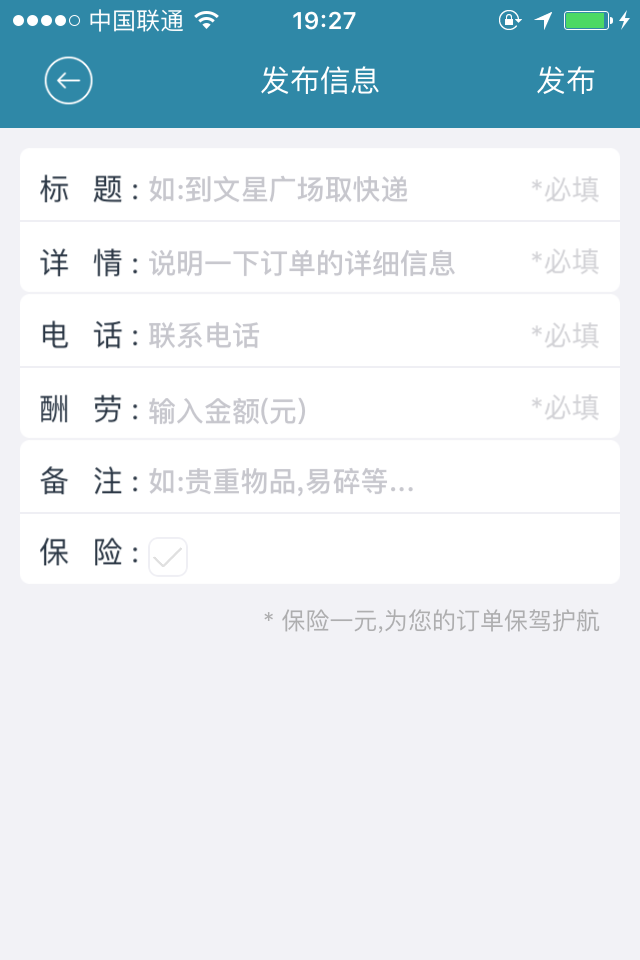 中国联通 19:27
发布信息 发布
标 题: 如:到文星广场取快递 *必填
详 情: 说明一下订单的详细信息 *必填
电 话: 联系电话 *必填
酬 劳: 输入金额(元) *必填
备 注: 如:贵重物品,易碎等...
保 险:
* 保险一元,为您的订单保驾护航